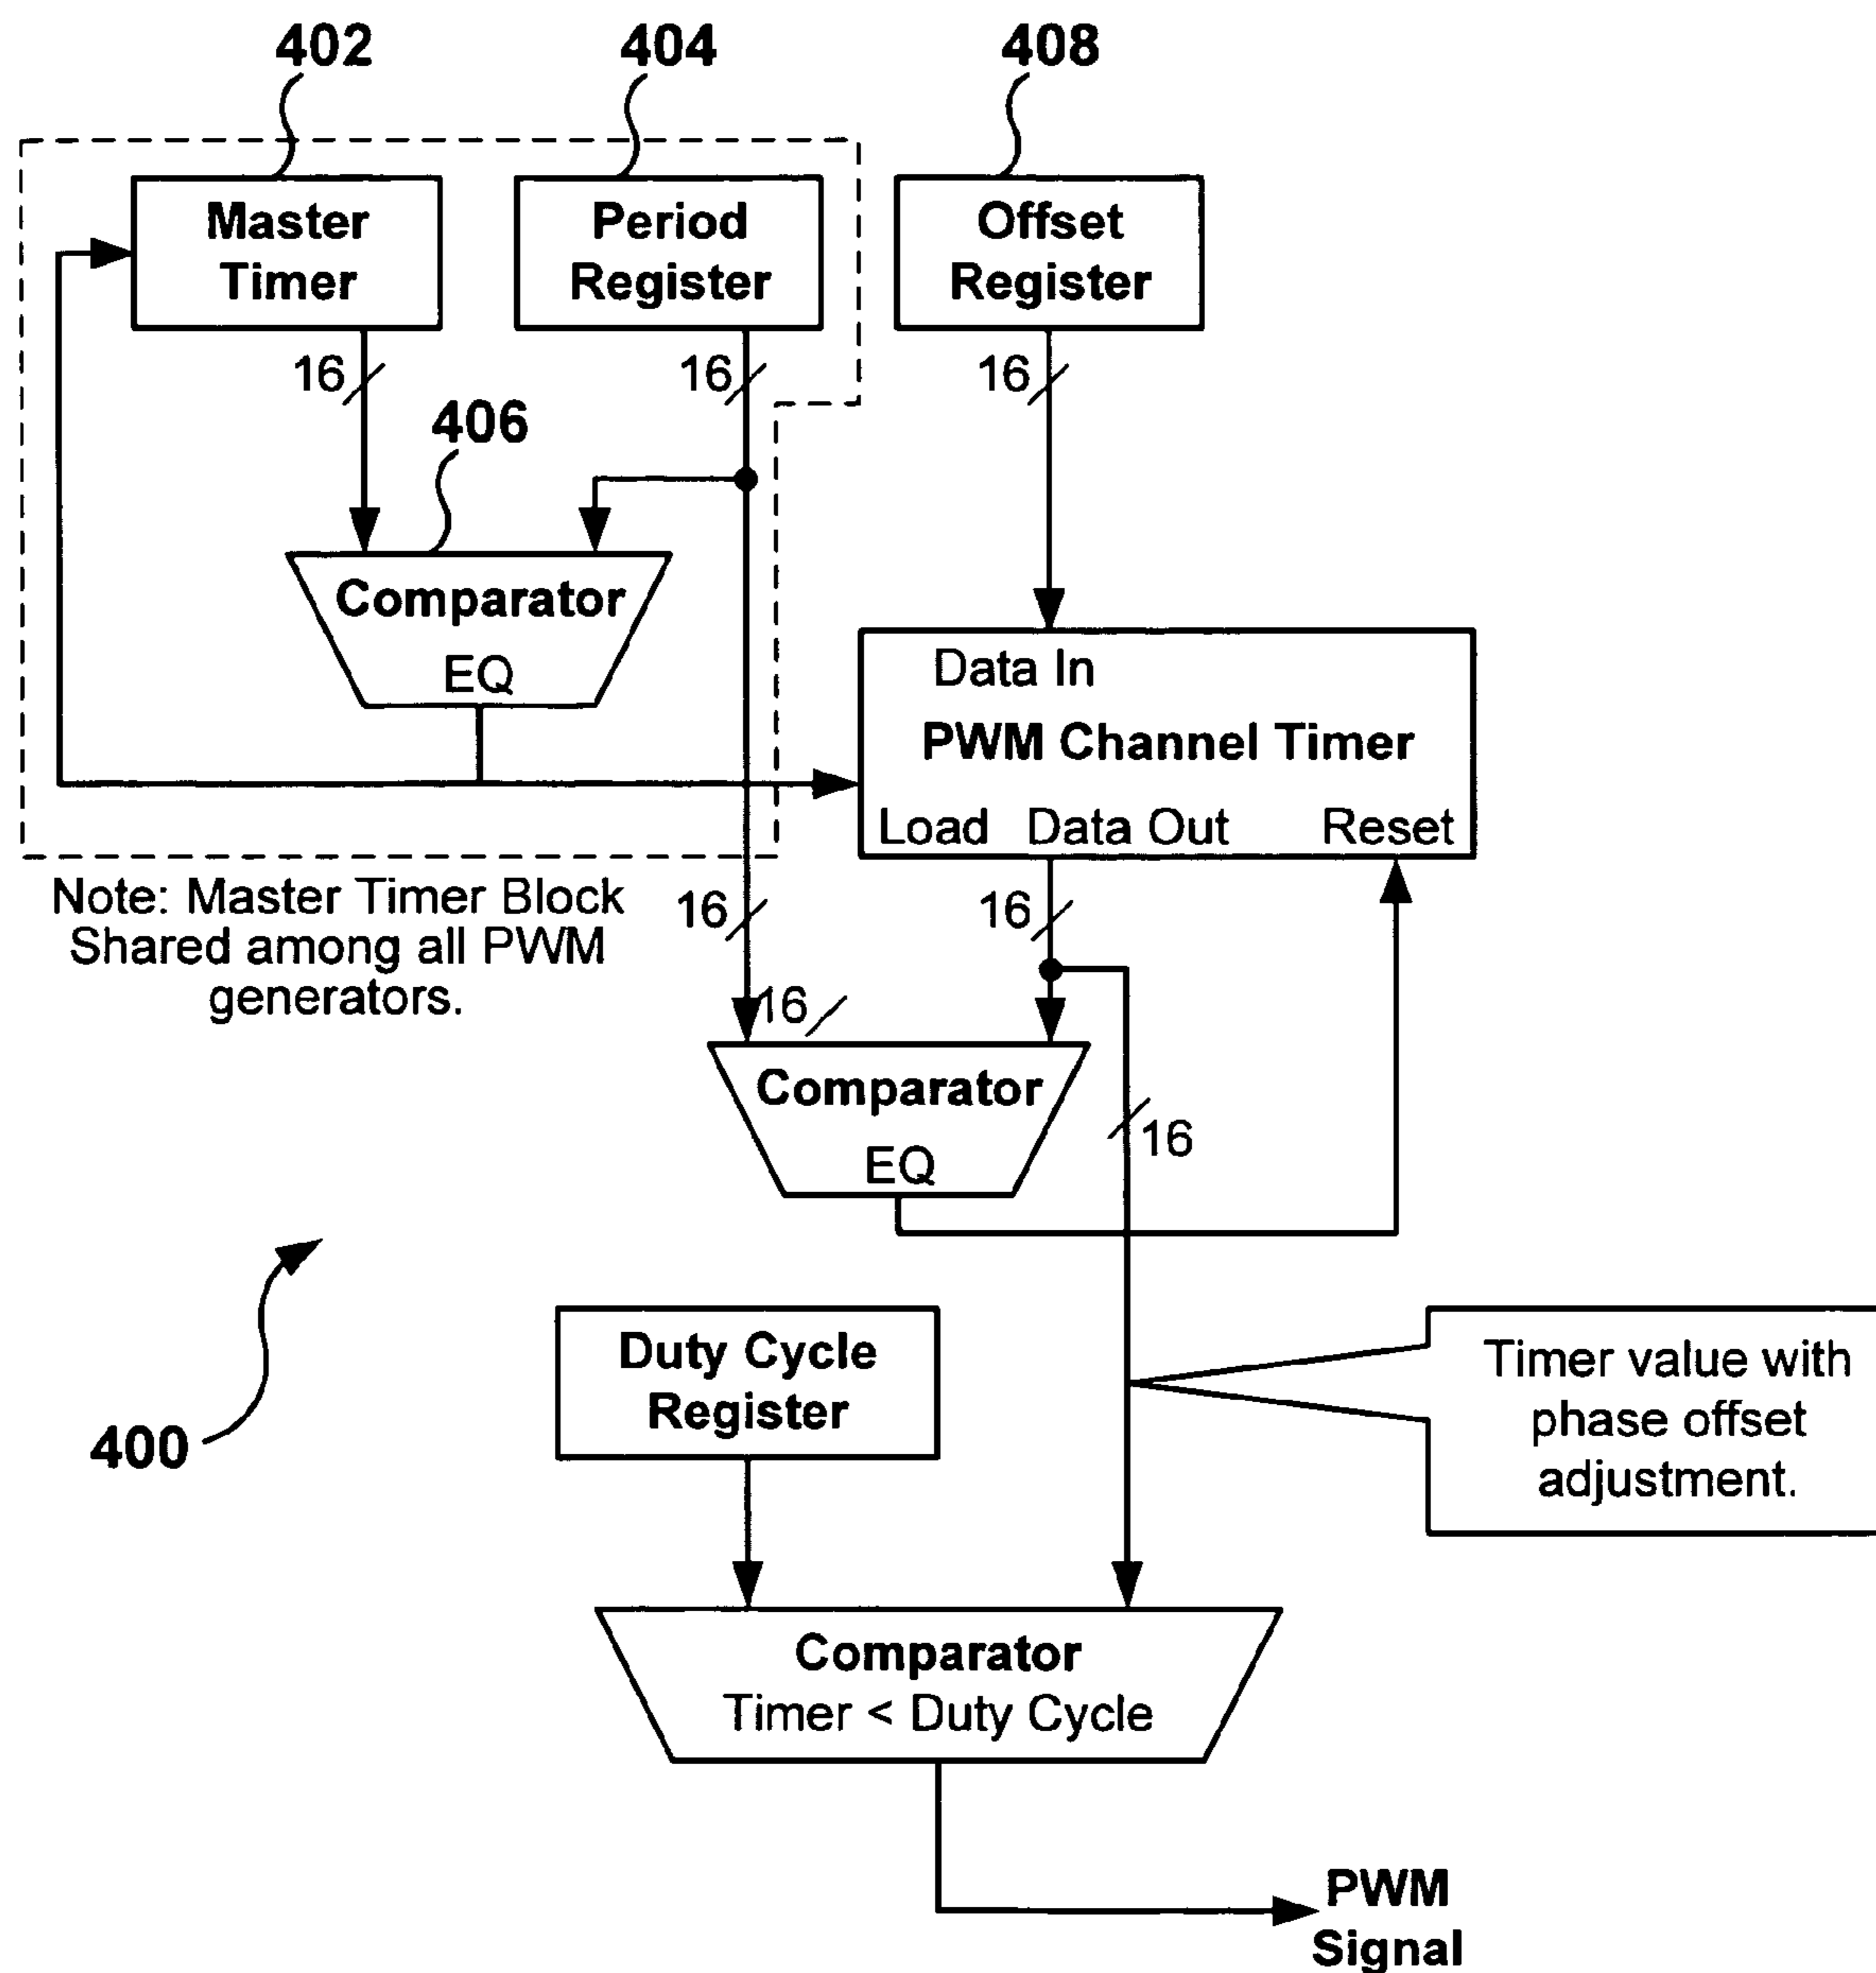 402
404
408
Master
Timer
Period
Register
Offset
Register
16
16
16
406
Comparator
EQ
Data In
PWM Channel Timer
Load Data Out Reset
Note: Master Timer Block
Shared among all PWM
generators.
16
16
16
Comparator
EQ
16
400
Duty Cycle
Register
Timer value with
phase offset
adjustment.
Comparator
Timer < Duty Cycle
PWM
Signal